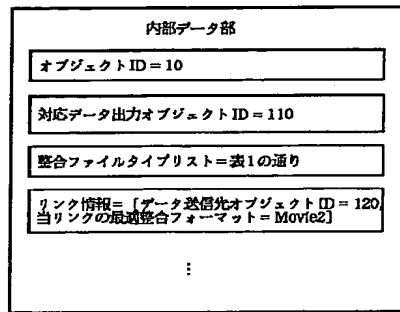 内部データ部
オブジェクトID＝10
対応データ出力オブジェクトID＝110
整合ファイルタイプリスト＝表1の通り
リンク情報＝［データ送信先オブジェクトID＝120,
当リンクの最適整合フォーマット＝Movie2］
⋮